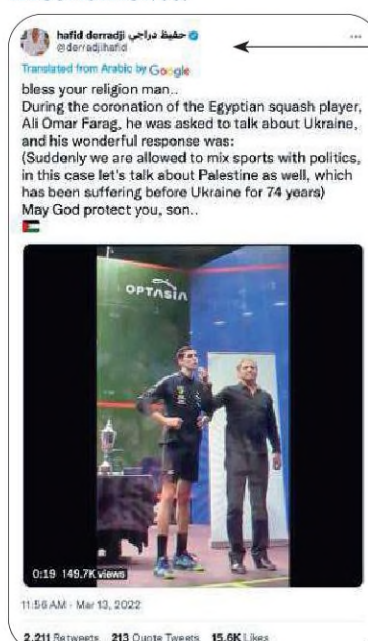 hafid derradji حفيظ دراجي
@derradjihafid
Translated from Arabic by Google
bless your religion man..
During the coronation of the Egyptian squash player,
Ali Omar Farag, he was asked to talk about Ukraine,
and his wonderful response was:
(Suddenly we are allowed to mix sports with politics,
in this case let's talk about Palestine as well, which
has been suffering before Ukraine for 74 years)
May God protect you, son..
OPTASIA
0:19 149.7K views
11:56 AM · Mar 13, 2022
2,211 Retweets 213 Quote Tweets 15.6K Likes